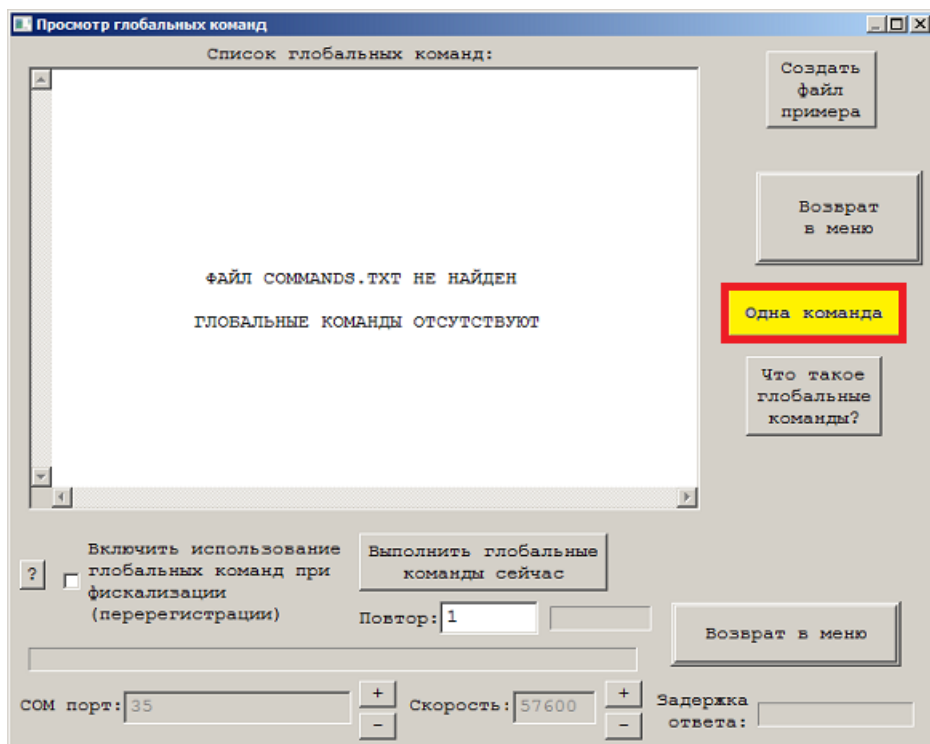 Просмотр глобальных команд
Список глобальных команд:
Создать
файл
примера
Возврат
в меню
ФАЙЛ COMMANDS.TXT НЕ НАЙДЕН
ГЛОБАЛЬНЫЕ КОМАНДЫ ОТСУТСТВУЮТ
Одна команда
Что такое
глобальные
команды?
?
Включить использование
глобальных команд при
фискализации
(перерегистрации)
Выполнить глобальные
команды сейчас
Повтор: 1
Возврат в меню
COM порт: 35
+
-
Скорость: 57600
+
-
Задержка
ответа: